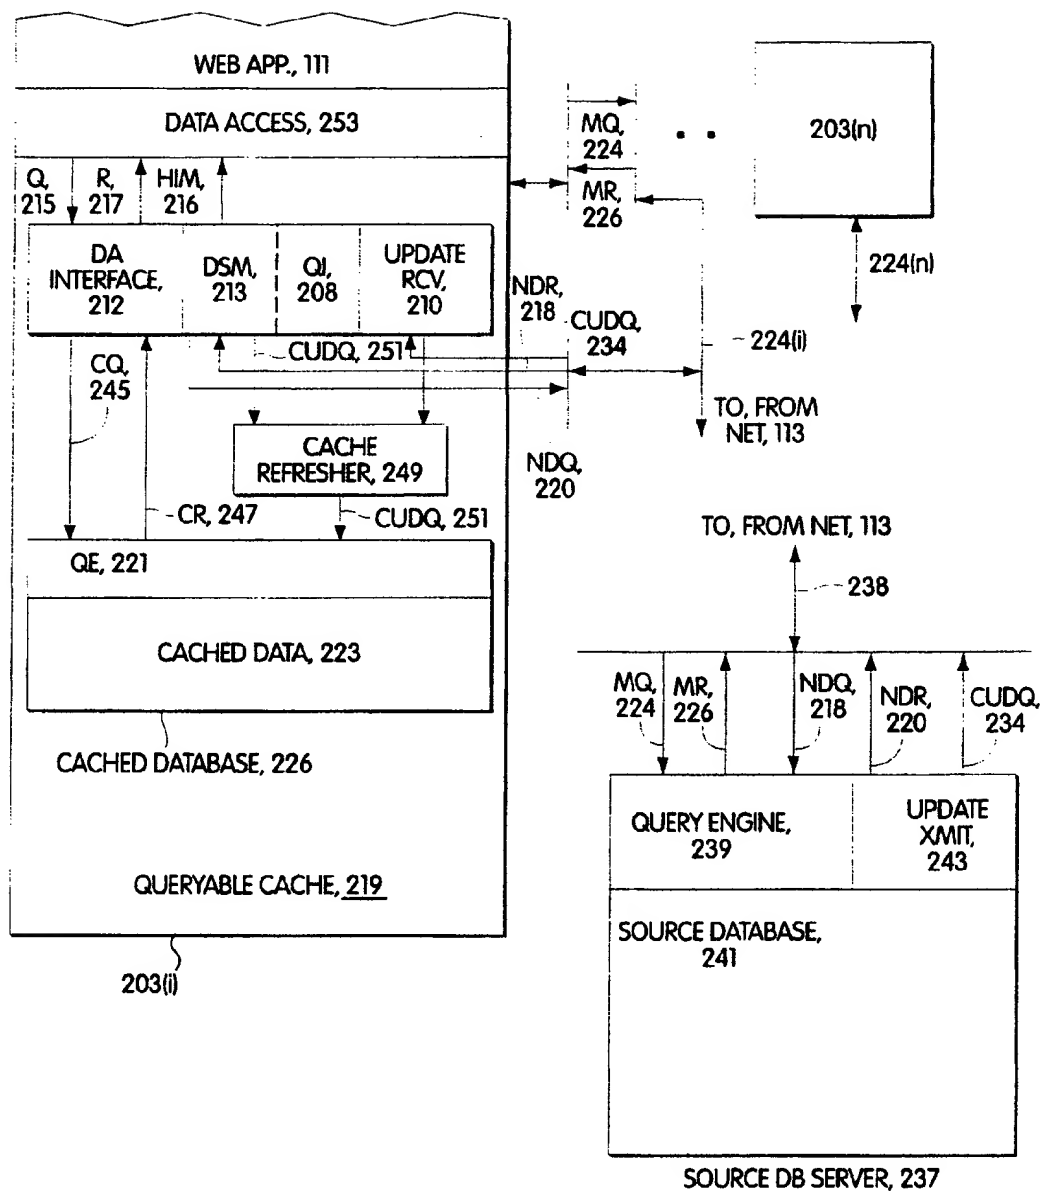 WEB APP., 111
DATA ACCESS, 253
Q,
215
R,
217
HIM,
216
DA
INTERFACE,
212
DSM,
213
QI,
208
UPDATE
RCV,
210
CQ,
245
CUDQ, 251
CACHE
REFRESHER, 249
CR, 247
CUDQ, 251
QE, 221
CACHED DATA, 223
CACHED DATABASE, 226
QUERYABLE CACHE, 219
203(i)
MQ,
224
MR,
226
203(n)
224(n)
NDR,
218
CUDQ,
234
224(i)
TO, FROM
NET, 113
NDQ,
220
TO, FROM NET, 113
238
MQ,
224
MR,
226
NDQ,
218
NDR,
220
CUDQ,
234
QUERY ENGINE,
239
UPDATE
XMIT,
243
SOURCE DATABASE,
241
SOURCE DB SERVER, 237